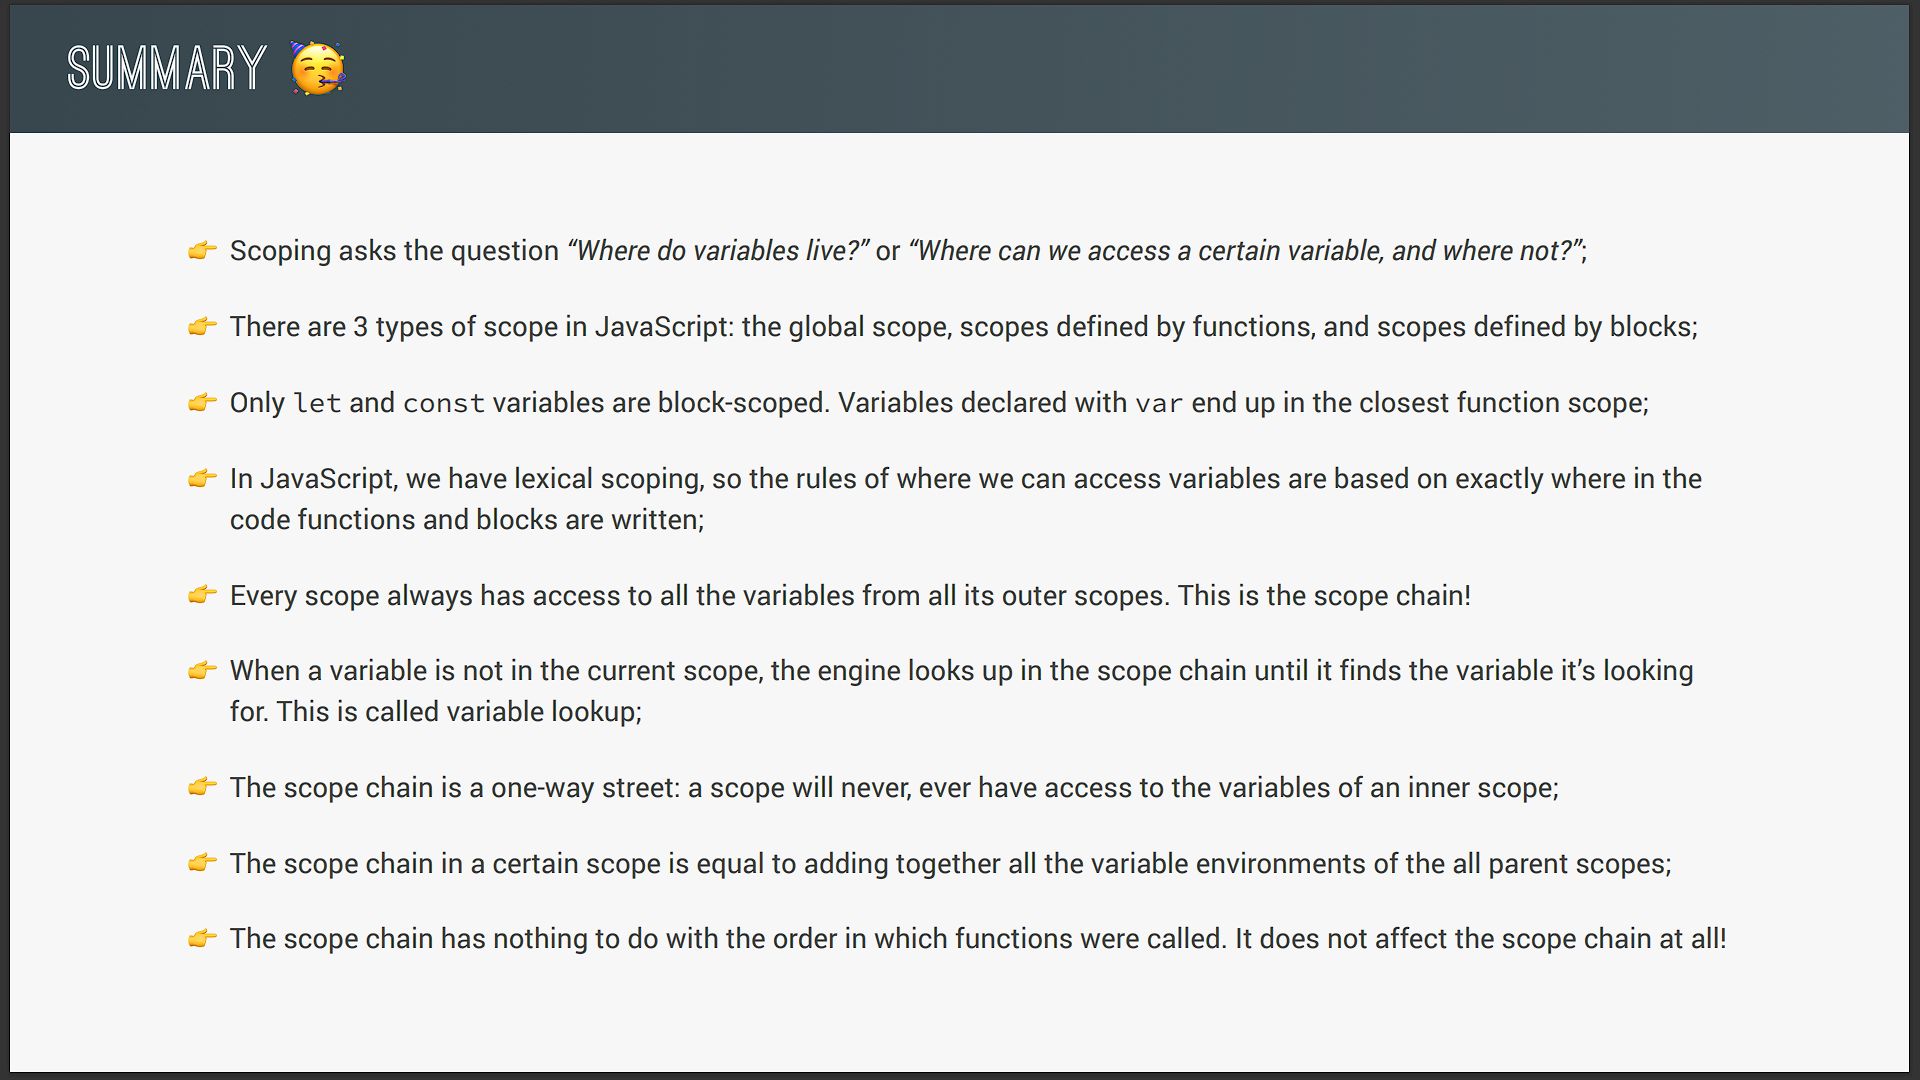 SUMMARY 🥳
👉 Scoping asks the question “Where do variables live?” or “Where can we access a certain variable, and where not?”;
👉 There are 3 types of scope in JavaScript: the global scope, scopes defined by functions, and scopes defined by blocks;
👉 Only let and const variables are block-scoped. Variables declared with var end up in the closest function scope;
👉 In JavaScript, we have lexical scoping, so the rules of where we can access variables are based on exactly where in the
code functions and blocks are written;
👉 Every scope always has access to all the variables from all its outer scopes. This is the scope chain!
👉 When a variable is not in the current scope, the engine looks up in the scope chain until it finds the variable it’s looking
for. This is called variable lookup;
👉 The scope chain is a one-way street: a scope will never, ever have access to the variables of an inner scope;
👉 The scope chain in a certain scope is equal to adding together all the variable environments of the all parent scopes;
👉 The scope chain has nothing to do with the order in which functions were called. It does not affect the scope chain at all!